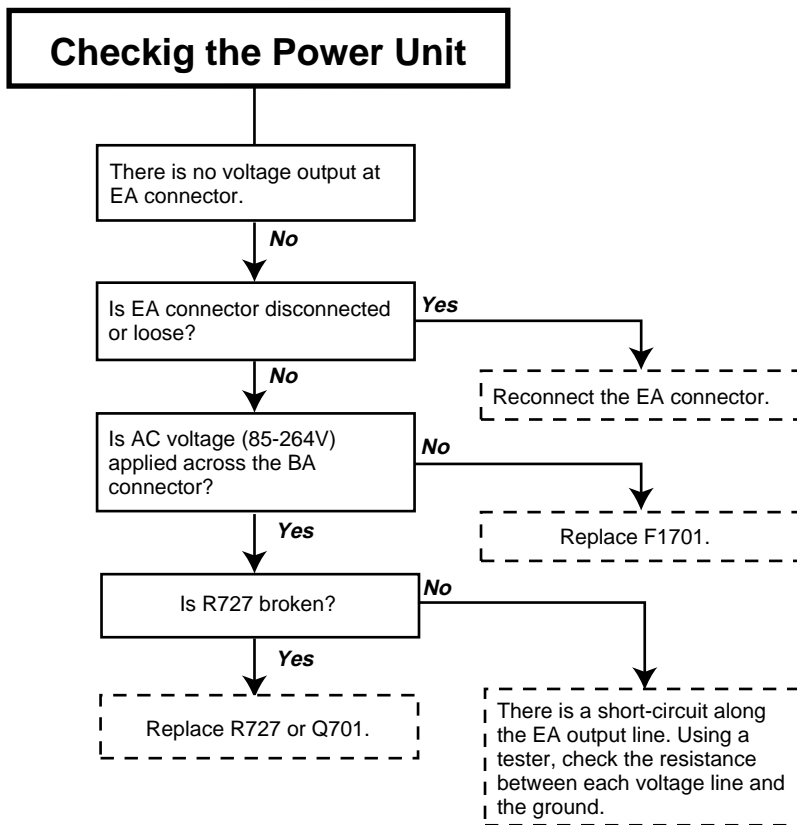 Checkig the Power Unit
There is no voltage output at
EA connector.
No
Is EA connector disconnected
or loose?
Yes
Reconnect the EA connector.
No
Is AC voltage (85-264V)
applied across the BA
connector?
No
Replace F1701.
Yes
Is R727 broken?
No
There is a short-circuit along
the EA output line. Using a
tester, check the resistance
between each voltage line and
the ground.
Yes
Replace R727 or Q701.